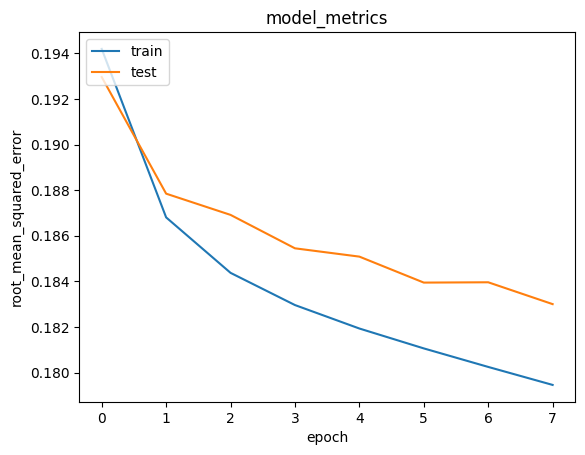 model_metrics
train
test
root_mean_squared_error
0.194
0.192
0.190
0.188
0.186
0.184
0.182
0.180
0 1 2 3 4 5 6 7
epoch